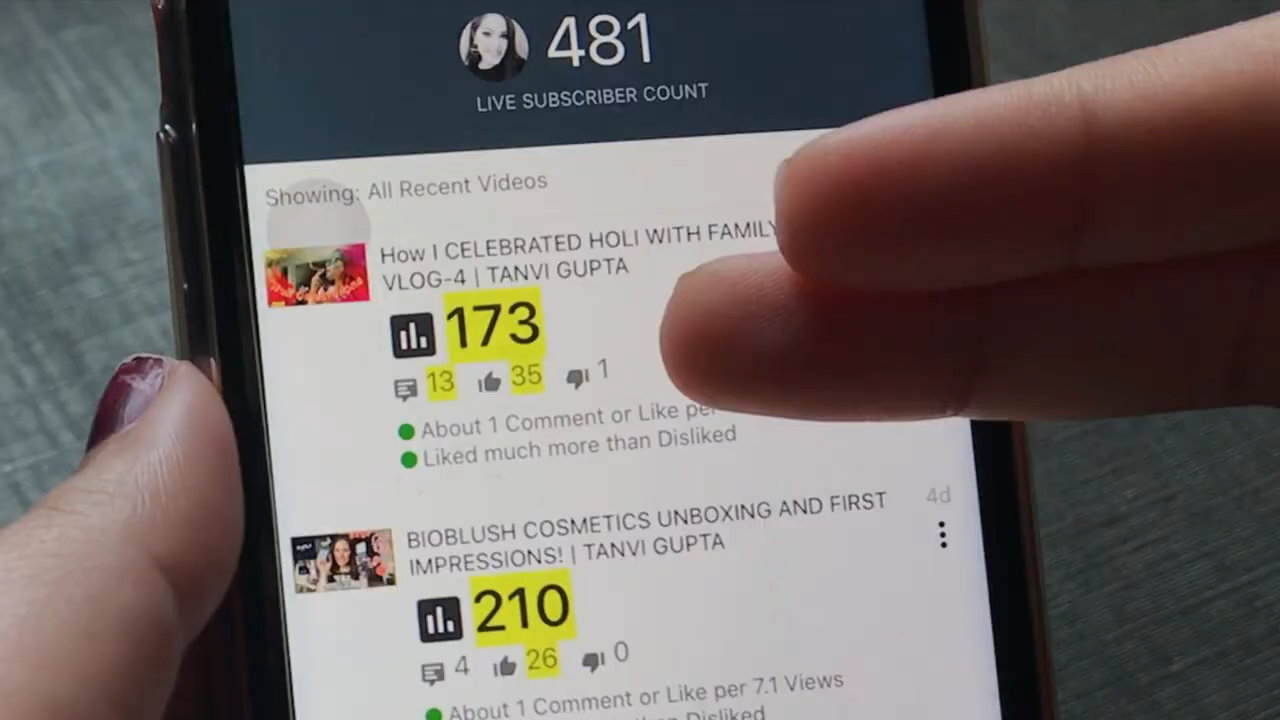 481
LIVE SUBSCRIBER COUNT
Showing: All Recent Videos
How I CELEBRATED HOLI WITH FAMILY
VLOG-4 | TANVI GUPTA
173
13 35 1
About 1 Comment or Like per
Liked much more than Disliked
BIOBLUSH COSMETICS UNBOXING AND FIRST 4d
IMPRESSIONS! | TANVI GUPTA
210
4 26 0
About 1 Comment or Like per 7.1 Views
than Disliked